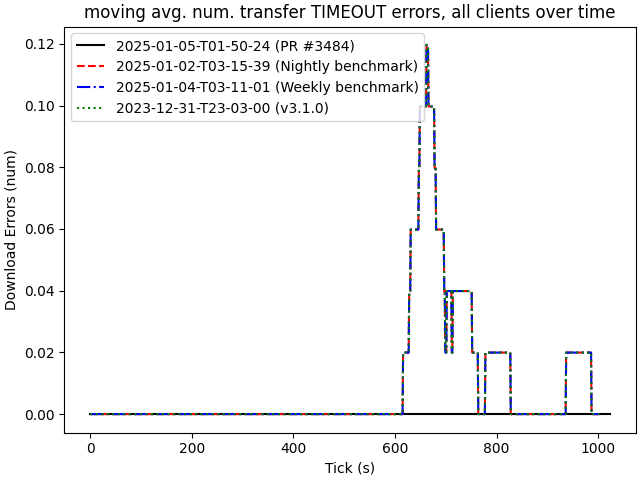 moving avg. num. transfer TIMEOUT errors, all clients over time
2025-01-05-T01-50-24 (PR #3484)
2025-01-02-T03-15-39 (Nightly benchmark)
2025-01-04-T03-11-01 (Weekly benchmark)
2023-12-31-T23-03-00 (v3.1.0)
Download Errors (num)
0.12
0.10
0.08
0.06
0.04
0.02
0.00
0 200 400 600 800 1000
Tick (s)